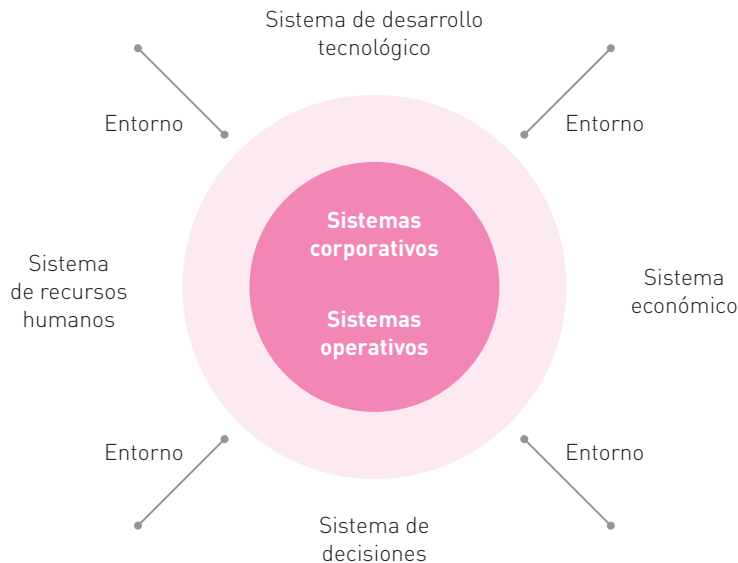 Sistema de desarrollo
tecnológico
Entorno
Entorno
Sistemas
corporativos
Sistema
de recursos
humanos
Sistema
económico
Sistemas
operativos
Entorno
Entorno
Sistema de
decisiones